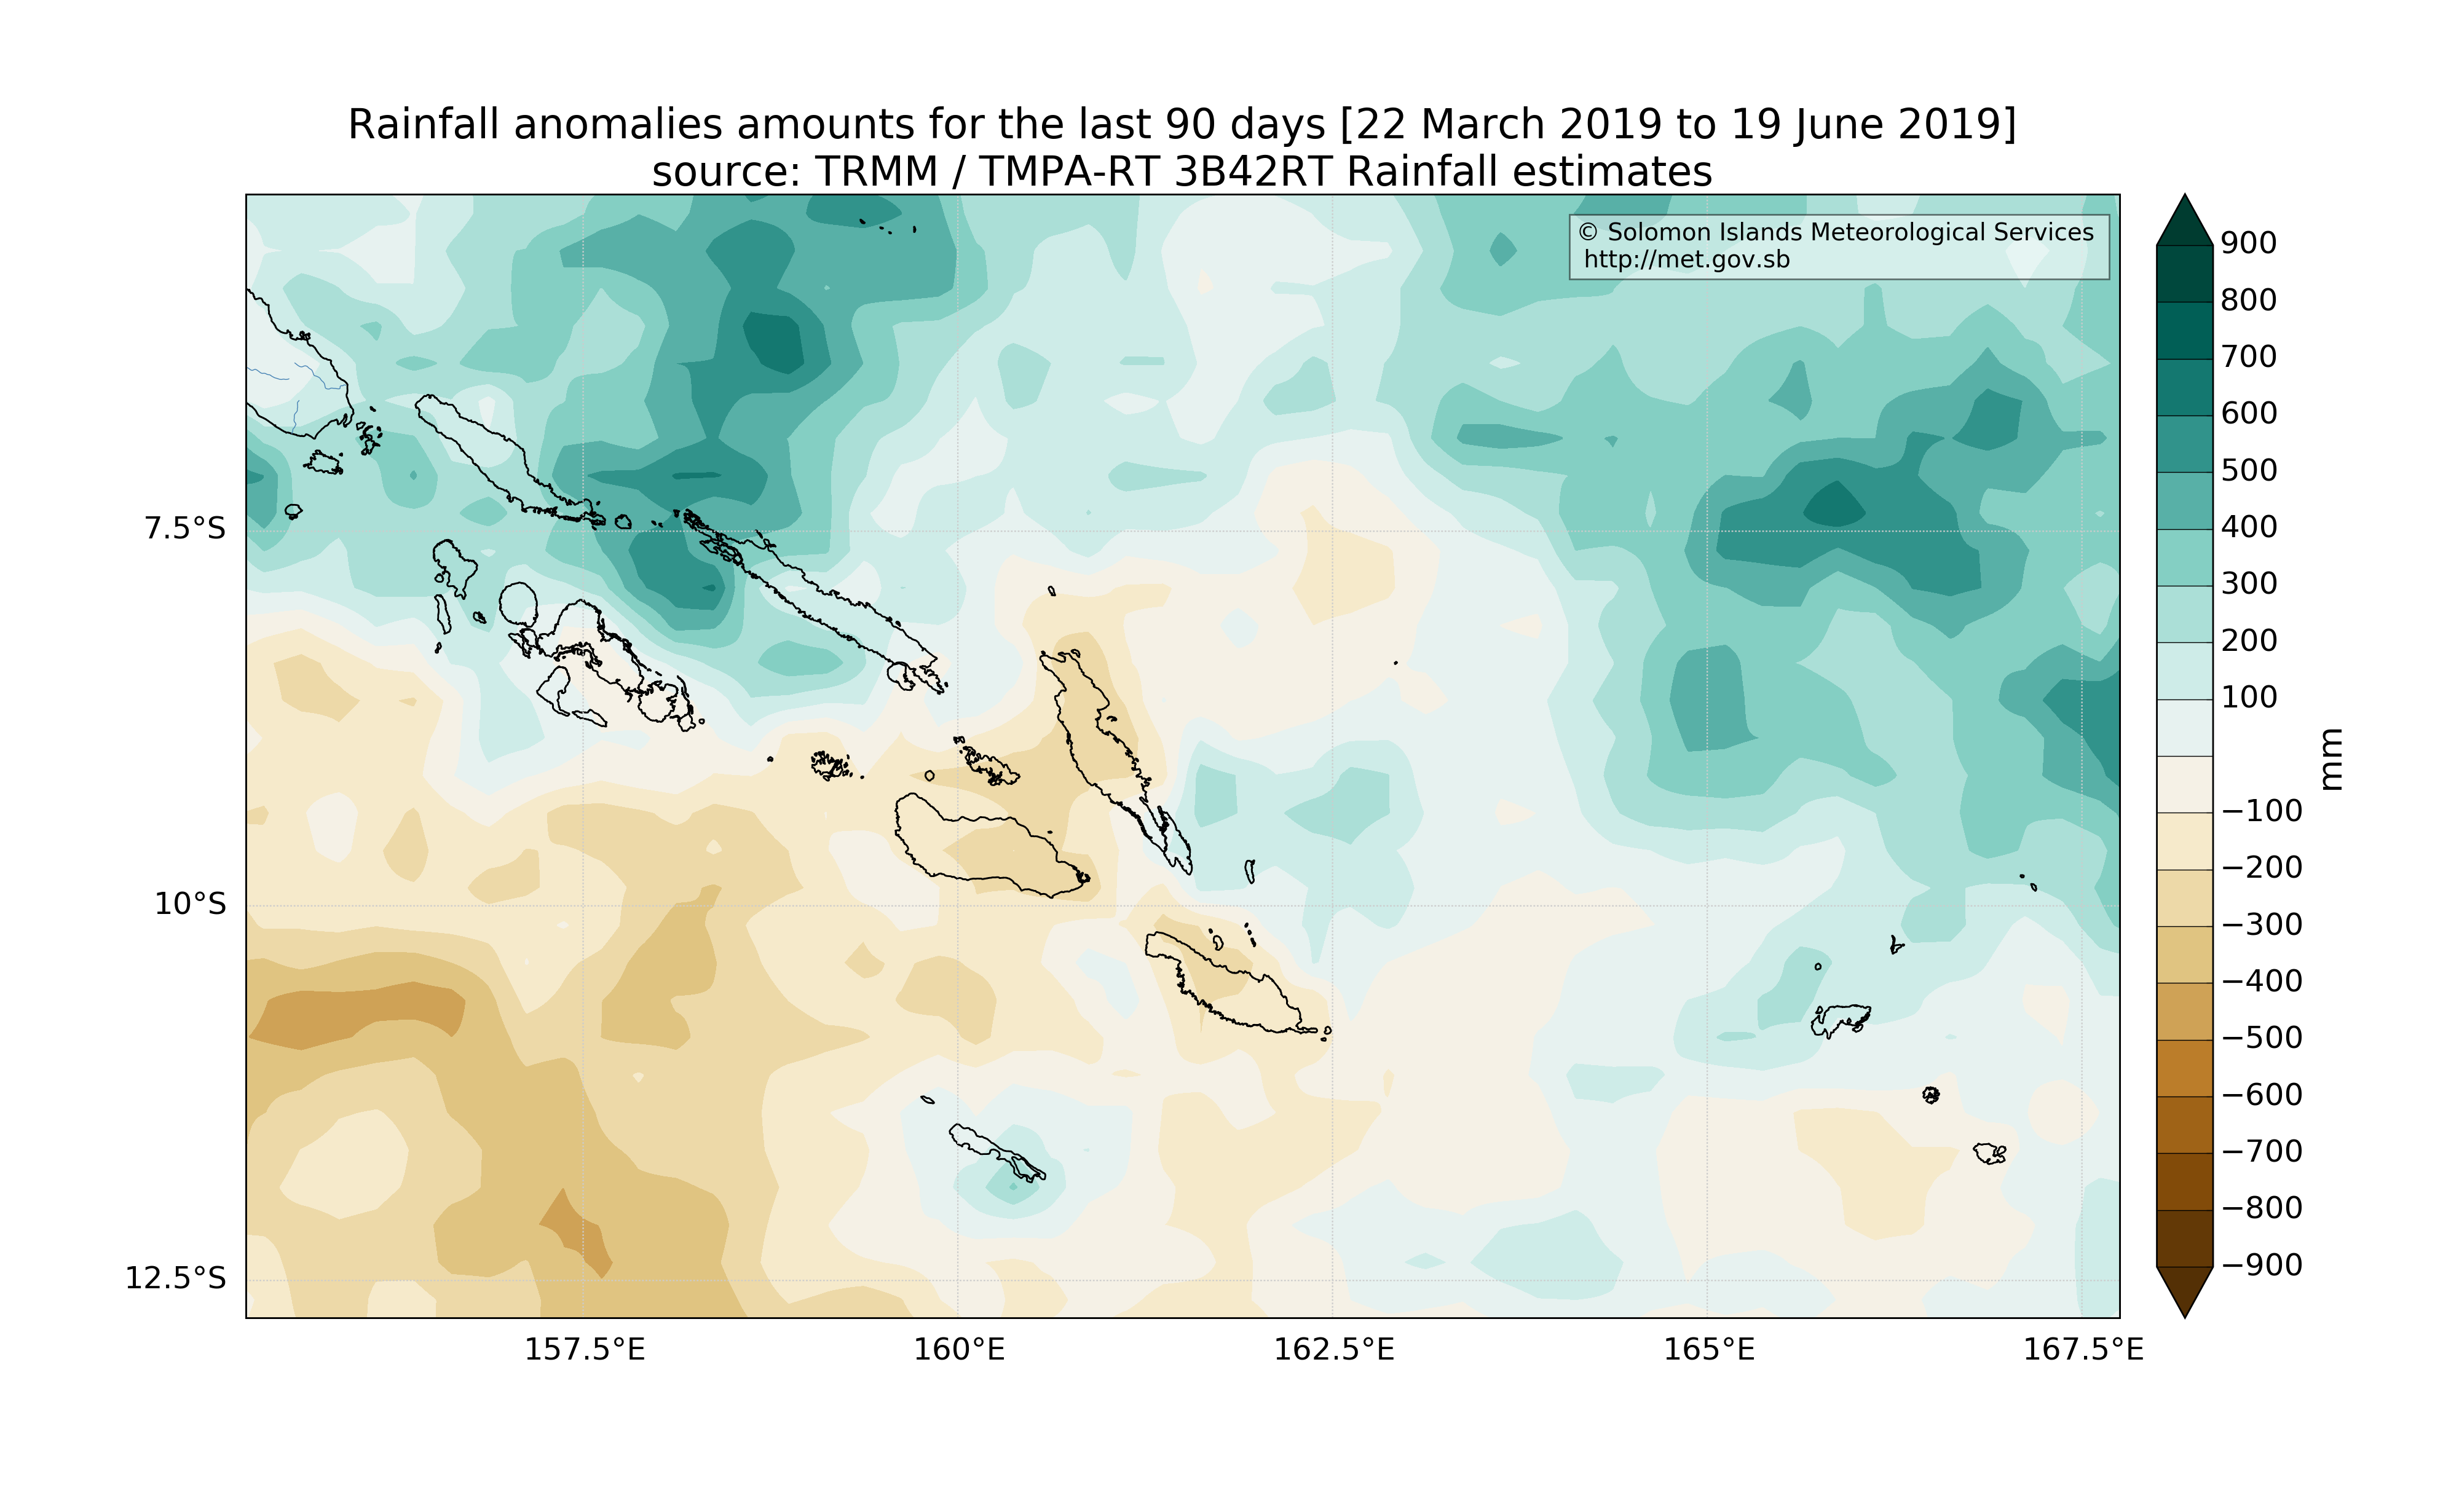 Rainfall anomalies amounts for the last 90 days [22 March 2019 to 19 June 2019]
source: TRMM / TMPA-RT 3B42RT Rainfall estimates
© Solomon Islands Meteorological Services
http://met.gov.sb
7.5°S
10°S
12.5°S
157.5°E
160°E
162.5°E
165°E
167.5°E
900
800
700
600
500
400
300
200
100
−100
−200
−300
−400
−500
−600
−700
−800
−900
mm